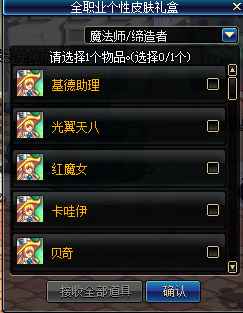 全职业个性皮肤礼盒
魔法师/缔造者
请选择1个物品。(选择0/1个)
基德助理
光翼天八
红魔女
卡哇伊
贝奇
接收全部道具 确认